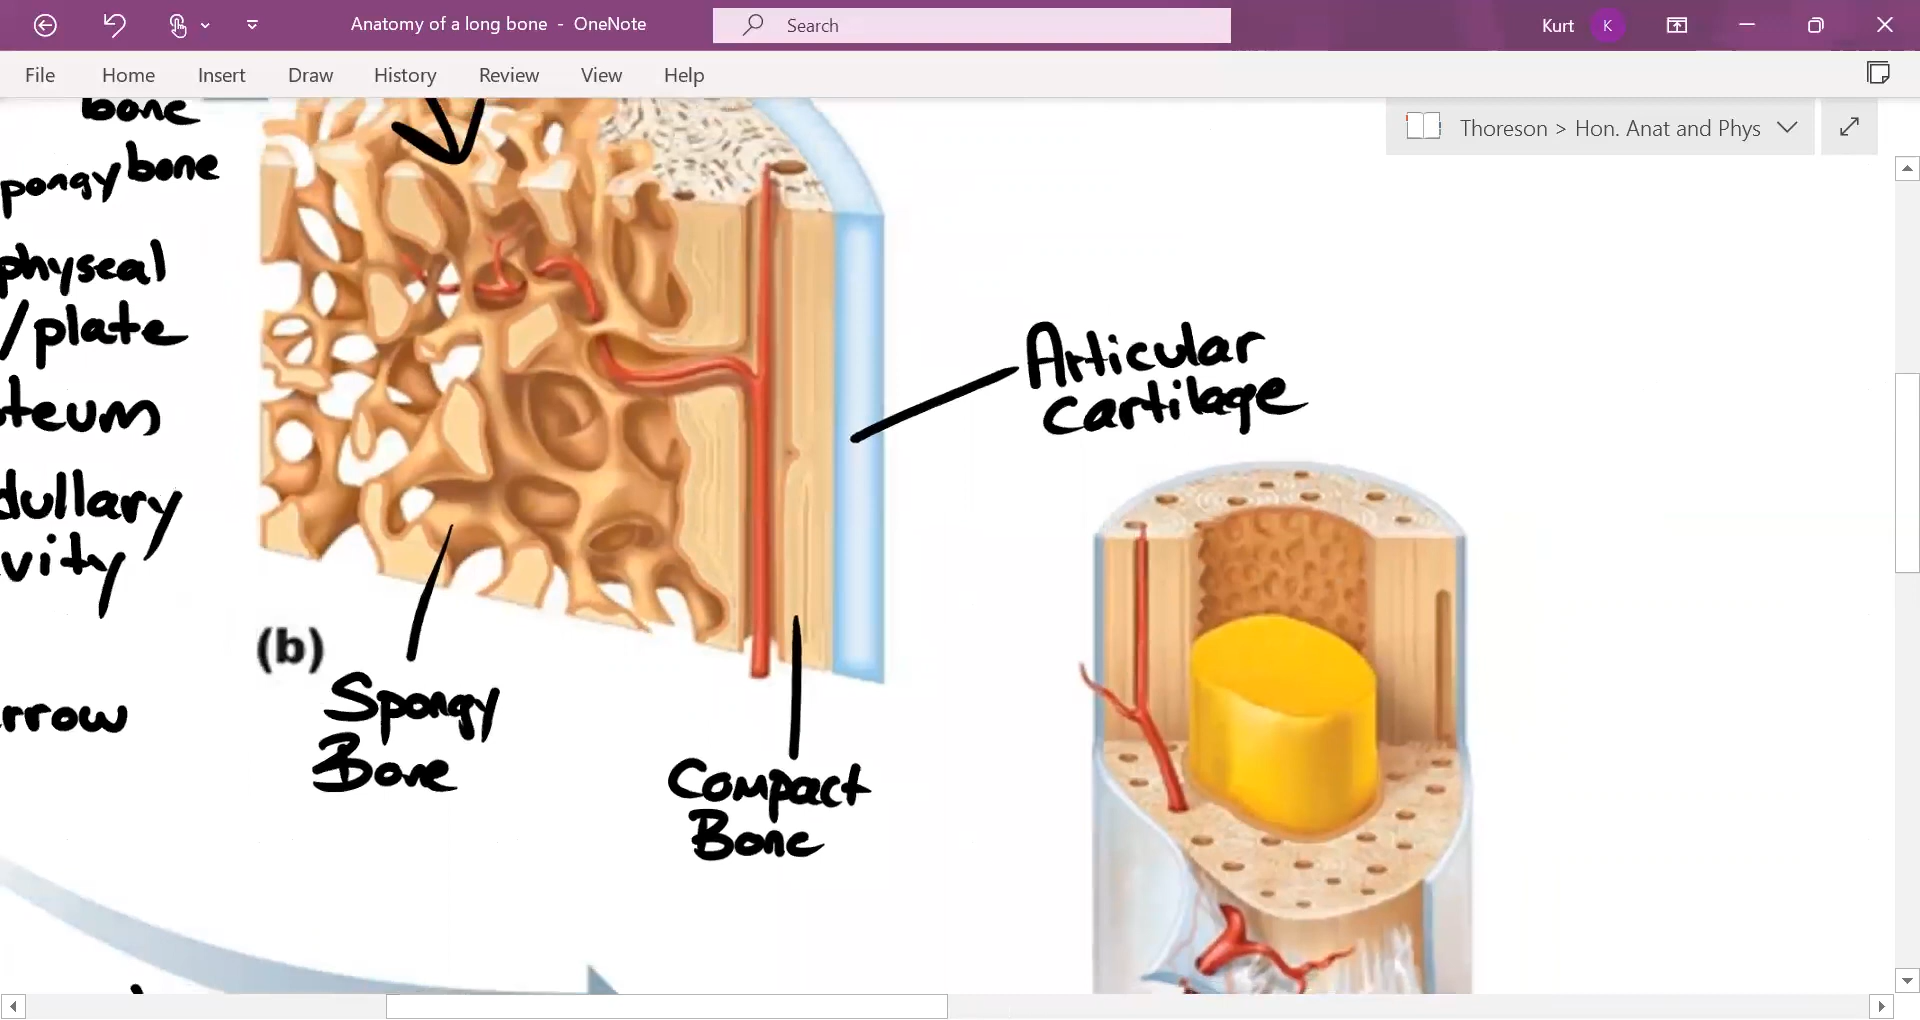 Anatomy of a long bone - OneNote
Search
Kurt
K
File Home Insert Draw History Review View Help
Thoreson > Hon. Anat and Phys
bone
pongy bone
physeal
/plate
teum
dullary
vity
rrow
Articular
cartilage
(b)
Spongy
Bone
Compact
Bone